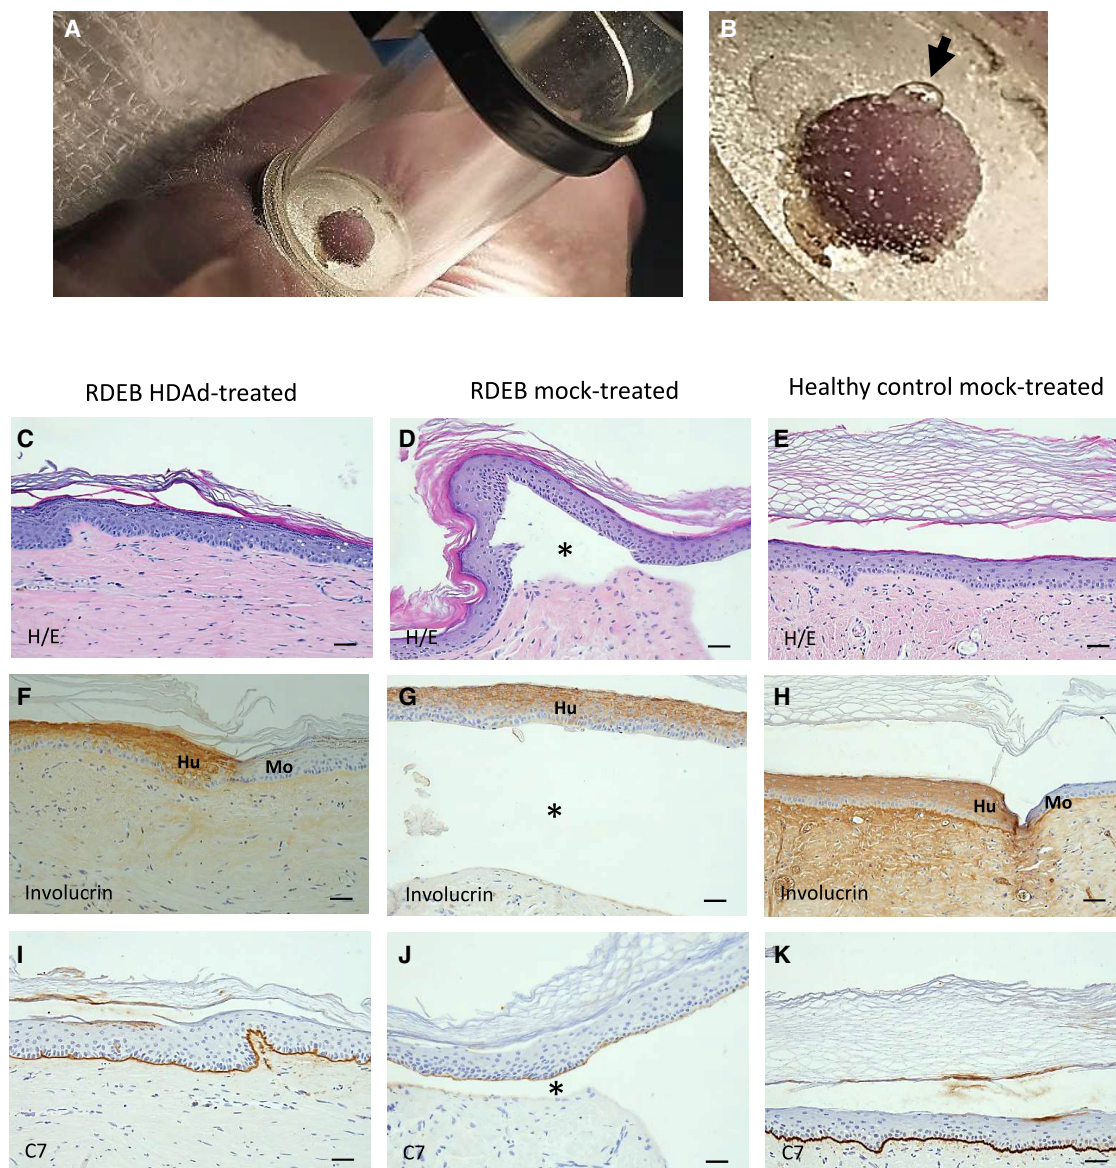 A
B
RDEB HDAd-treated
RDEB mock-treated
Healthy control mock-treated
C
H/E
D
*
H/E
E
H/E
F
Hu
Mo
Involucrin
G
Hu
*
Involucrin
H
Hu
Mo
Involucrin
I
C7
J
*
C7
K
C7